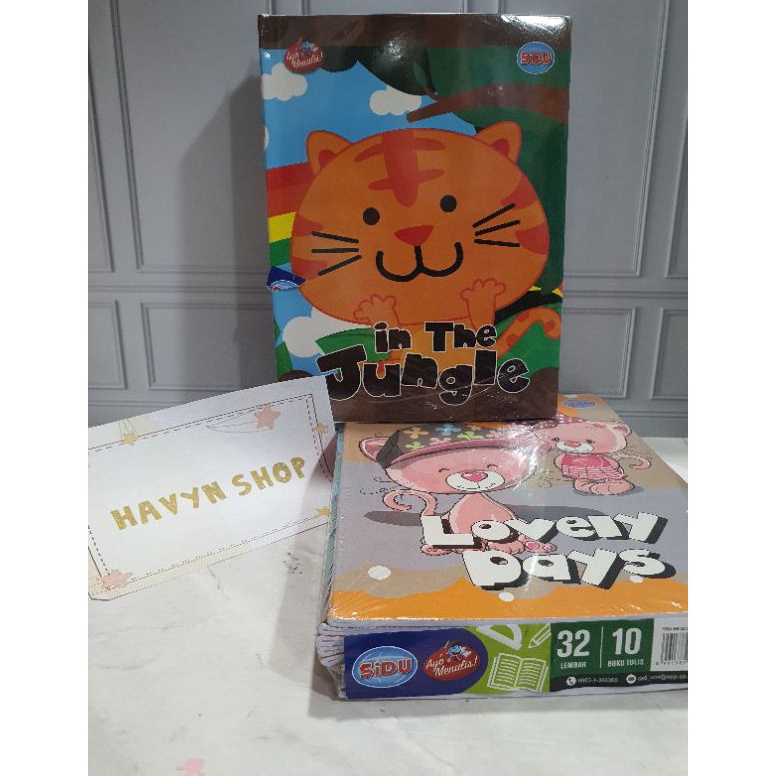 Ayo Menulis!
SiDU
in The
Jungle
HAVYN SHOP
Lovely
Days
SiDU
Ayo Menulis!
32 LEMBAR
10 BUKU TULIS